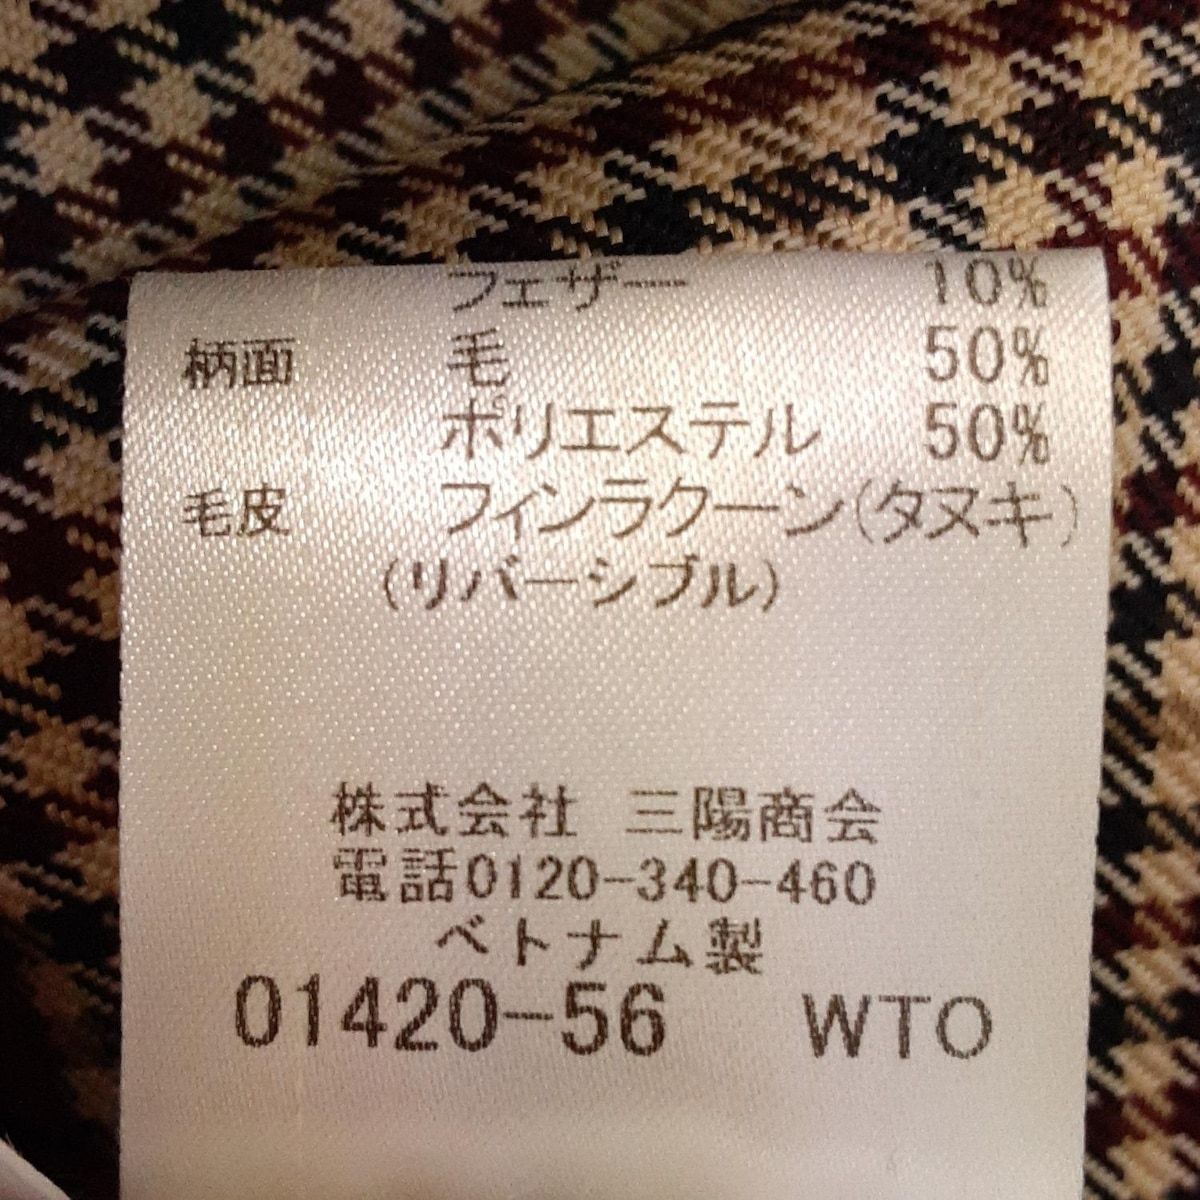 フェザー 10%
柄面 毛 50%
ポリエステル 50%
毛皮 フィンラクーン(タヌキ)
(リバーシブル)
株式会社 三陽商会
電話0120-340-460
ベトナム製
01420-56 WTO